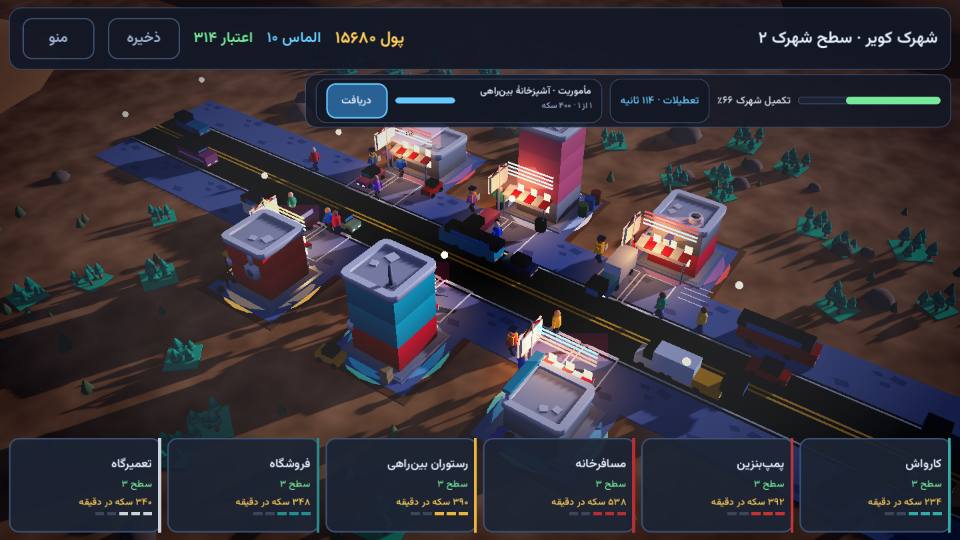 شهرک کویر · سطح شهرک ۲
پول ۱۵۶۸۰
الماس ۱۰
اعتبار ۳۱۴
ذخیره
منو
تکمیل شهرک ۶۶٪
تعطیلات · ۱۱۴ ثانیه
مأموریت · آشپزخانهٔ بین‌راهی
۱ از ۱ · ۴۰۰ سکه
دریافت
کارواش
سطح ۳
۲۳۴ سکه در دقیقه
پمپ‌بنزین
سطح ۳
۳۹۲ سکه در دقیقه
مسافرخانه
سطح ۳
۵۳۸ سکه در دقیقه
رستوران بین‌راهی
سطح ۳
۳۹۰ سکه در دقیقه
فروشگاه
سطح ۳
۳۴۸ سکه در دقیقه
تعمیرگاه
سطح ۳
۳۴۰ سکه در دقیقه